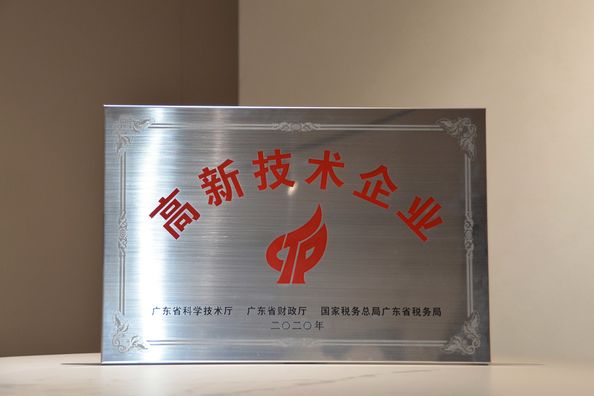 高新技术企业
广东省科学技术厅 广东省财政厅 国家税务总局广东省税务局
二〇二〇年